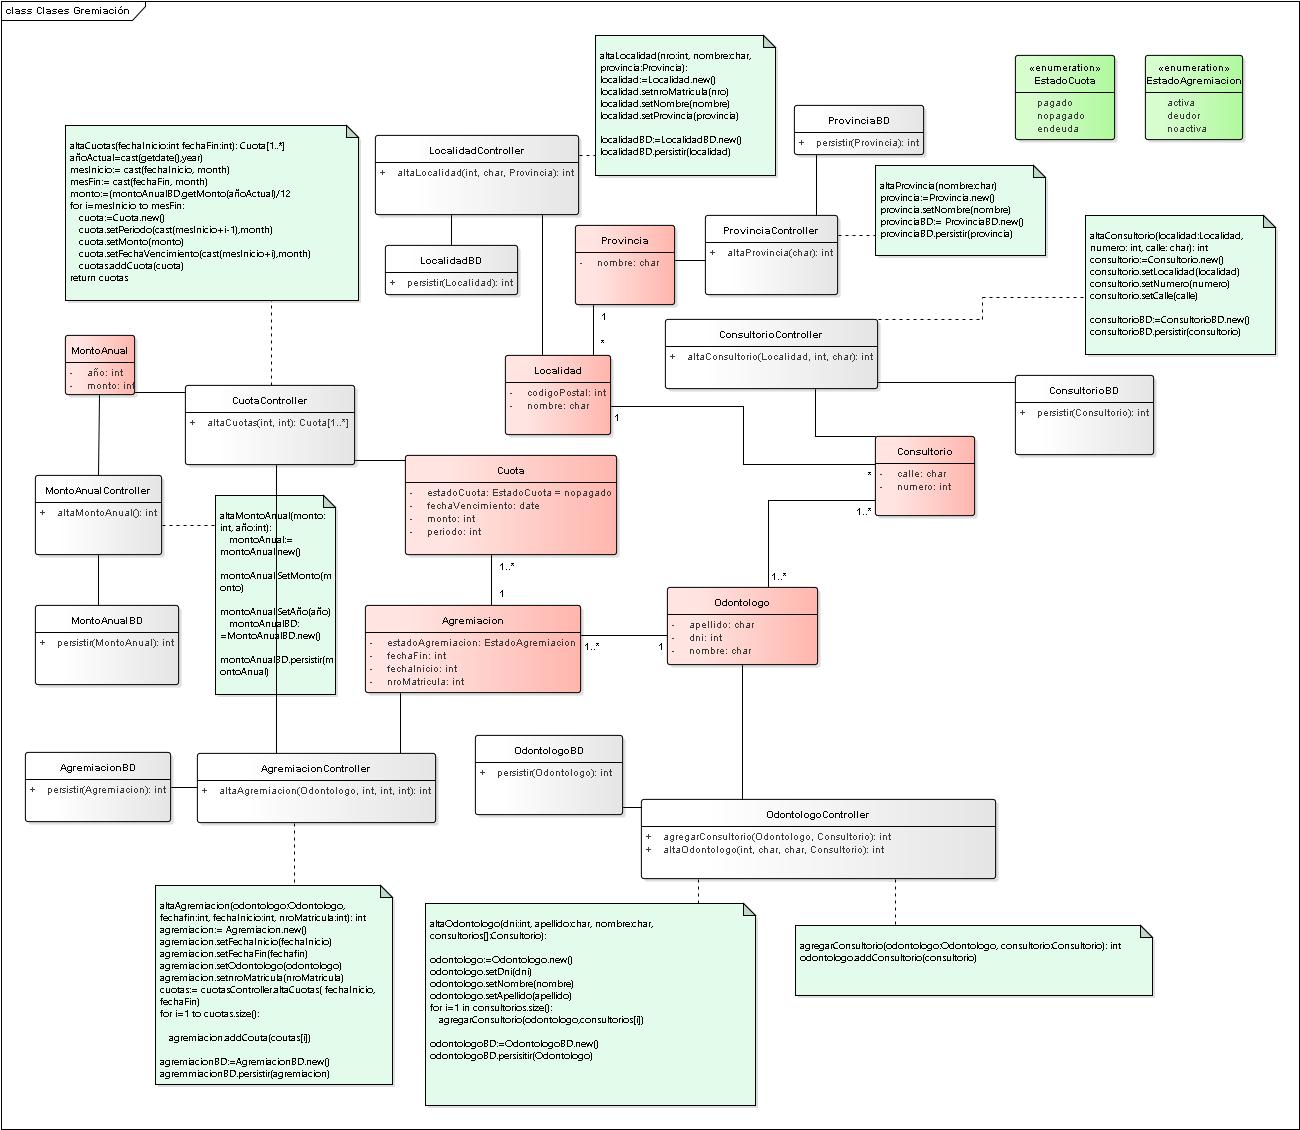 class Clases Gremiación
altaLocalidad(nro:int, nombre:char,
provincia:Provincia):
localidad:=Localidad.new()
localidad.setnroMatricula(nro)
localidad.setNombre(nombre)
localidad.setProvincia(provincia)
localidadBD:=LocalidadBD.new()
localidadBD.persistir(localidad)
«enumeration»
EstadoCuota
pagado
nopagado
endeuda
«enumeration»
EstadoAgremiacion
activa
deudor
noactiva
ProvinciaBD
+ persistir(Provincia): int
altaCuotas(fechaInicio:int fechaFin:int): Cuota[1..*]
añoActual=cast(getdate(),year)
mesInicio:= cast(fechaInicio, month)
mesFin:= cast(fechaFin, month)
monto:=(montoAnualBD.getMonto(añoActual)/12
for i=mesInicio to mesFin:
cuota:=Cuota.new()
cuota.setPeriodo(cast(mesInicio+i-1),month)
cuota.setMonto(monto)
cuota.setFechaVencimiento(cast(mesInicio+i),month)
cuotas.addCuota(cuota)
return cuotas
LocalidadController
+ altaLocalidad(int, char, Provincia): int
LocalidadBD
+ persistir(Localidad): int
Provincia
- nombre: char
ProvinciaController
+ altaProvincia(char): int
altaProvincia(nombre:char)
provincia:=Provincia.new()
provincia.setNombre(nombre)
provinciaBD:= ProvinciaBD.new()
provinciaBD.persistir(provincia)
altaConsultorio(localidad:Localidad,
numero: int, calle: char): int
consultorio:=Consultorio.new()
consultorio.setLocalidad(localidad)
consultorio.setNumero(numero)
consultorio.setCalle(calle)
consultorioBD:=ConsultorioBD.new()
consultorioBD.persistir(consultorio)
1
*
ConsultorioController
+ altaConsultorio(Localidad, int, char): int
MontoAnual
- año: int
- monto: int
Localidad
- codigoPostal: int
- nombre: char
1
ConsultorioBD
+ persistir(Consultorio): int
CuotaController
+ altaCuotas(int, int): Cuota[1..*]
Consultorio
- calle: char
- numero: int
*
1..*
Cuota
- estadoCuota: EstadoCuota = nopagado
- fechaVencimiento: date
- monto: int
- periodo: int
MontoAnualController
+ altaMontoAnual(): int
altaMontoAnual(monto:
int, año:int):
montoAnual:=
montoAnual.new()
montoAnual.SetMonto(m
onto)
montoAnual.SetAño(año)
montoAnualBD:
=MontoAnualBD.new()
montoAnualBD.persistir(m
ontoAnual)
1..*
1
1..*
Odontologo
- apellido: char
- dni: int
- nombre: char
MontoAnualBD
+ persistir(MontoAnual): int
Agremiacion
- estadoAgremiacion: EstadoAgremiacion
- fechaFin: int
- fechaInicio: int
- nroMatricula: int
1..*
1
AgremiacionBD
+ persistir(Agremiacion): int
AgremiacionController
+ altaAgremiacion(Odontologo, int, int, int): int
OdontologoBD
+ persistir(Odontologo): int
OdontologoController
+ agregarConsultorio(Odontologo, Consultorio): int
+ altaOdontologo(int, char, char, Consultorio): int
altaAgremiacion(odontologo:Odontologo,
fechafin:int, fechaInicio:int, nroMatricula:int): int
agremiacion:= Agremiacion.new()
agremiacion.setFechaInicio(fechaInicio)
agremiacion.setFechaFin(fechafin)
agremiacion.setOdontologo(odontologo)
agremiacion.setnroMatricula(nroMatricula)
cuotas:= cuotasController.altaCuotas( fechaInicio,
fechaFin)
for i=1 to cuotas.size():
agremiacion.addCouta(coutas[i])
agremiacionBD:=AgremiacionBD.new()
agremmiacionBD.persistir(agremiacion)
altaOdontologo(dni:int, apellido:char, nombre:char,
consultorios[]:Consultorio):
odontologo:=Odontologo.new()
odontologo.setDni(dni)
odontologo.setNombre(nombre)
odontologo.setApellido(apellido)
for i=1 in consultorios.size():
agregarConsultorio(odontologo,consultorios[i])
odontologoBD:=OdontologoBD.new()
odontologoBD.persisitir(Odontologo)
agregarConsultorio(odontologo:Odontologo, consultorio:Consultorio): int
odontologo.addConsultorio(consultorio)